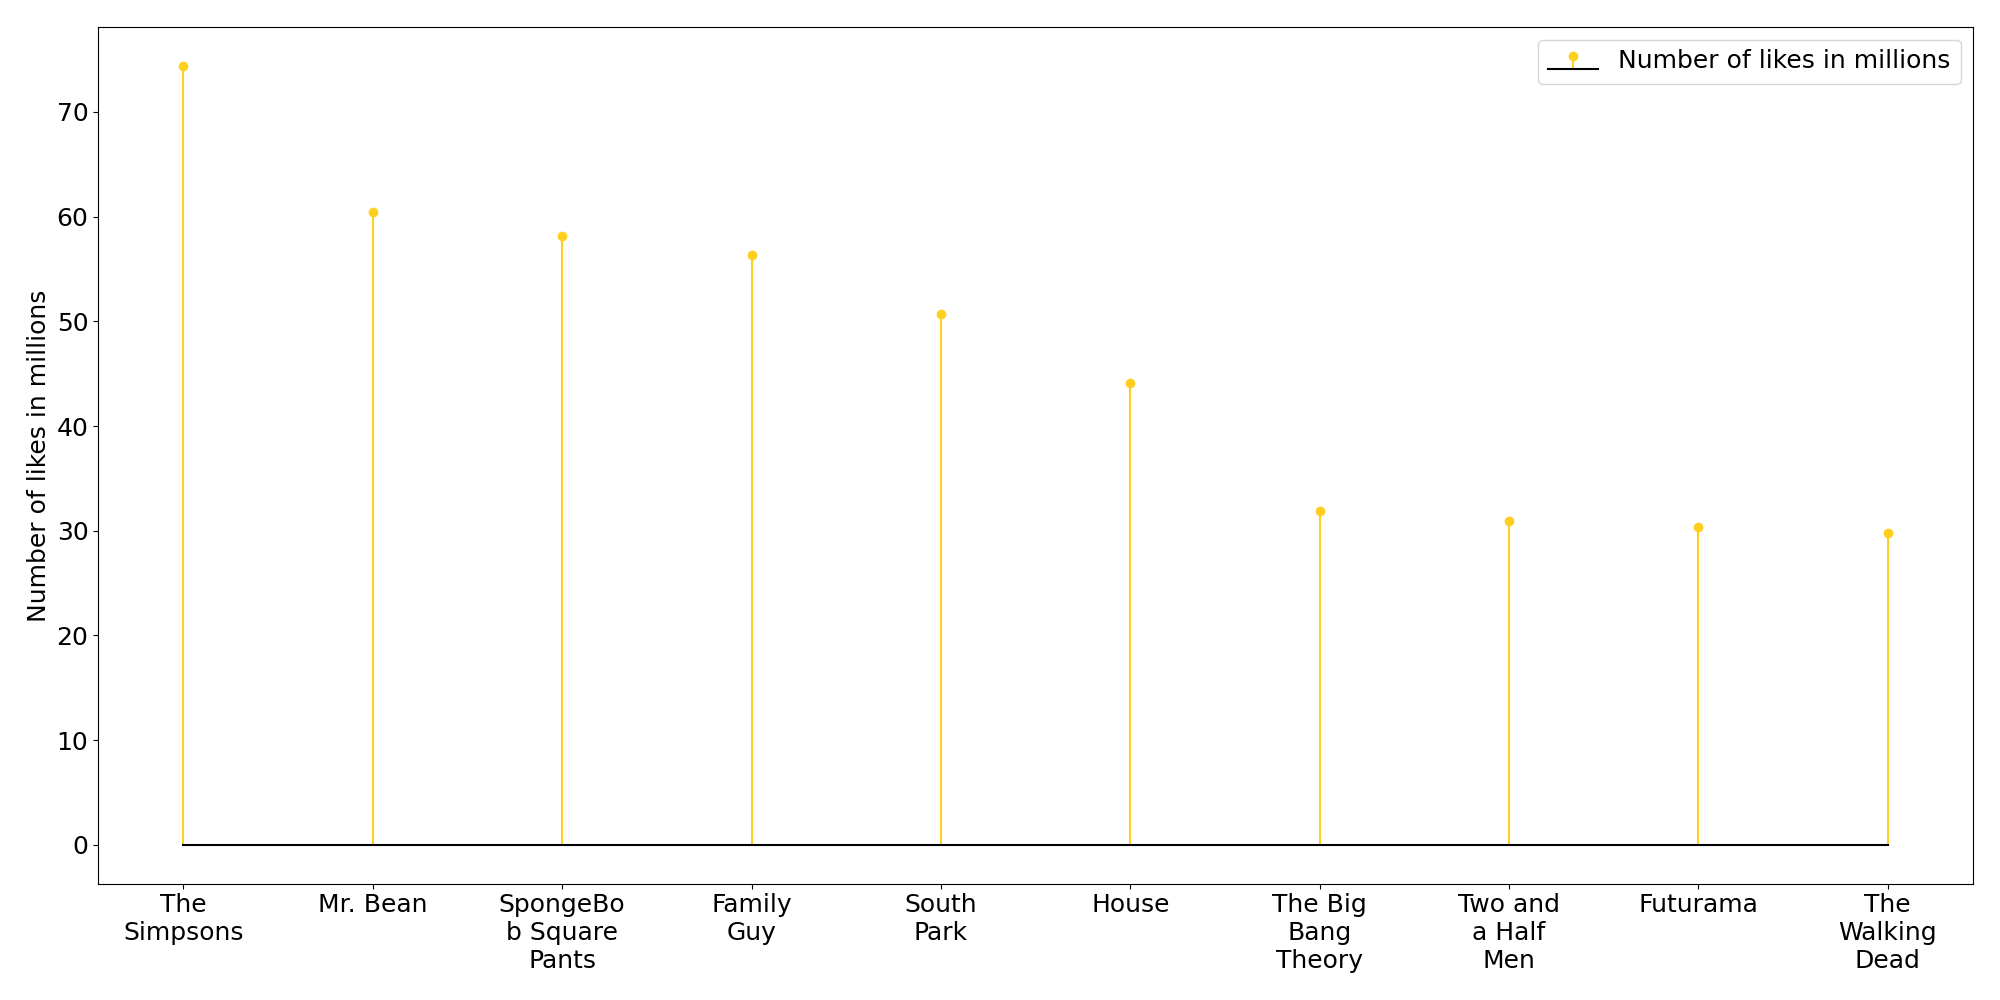 Number of likes in millions
Number of likes in millions
70
60
50
40
30
20
10
0
The
Simpsons
Mr. Bean
SpongeBo
b Square
Pants
Family
Guy
South
Park
House
The Big
Bang
Theory
Two and
a Half
Men
Futurama
The
Walking
Dead